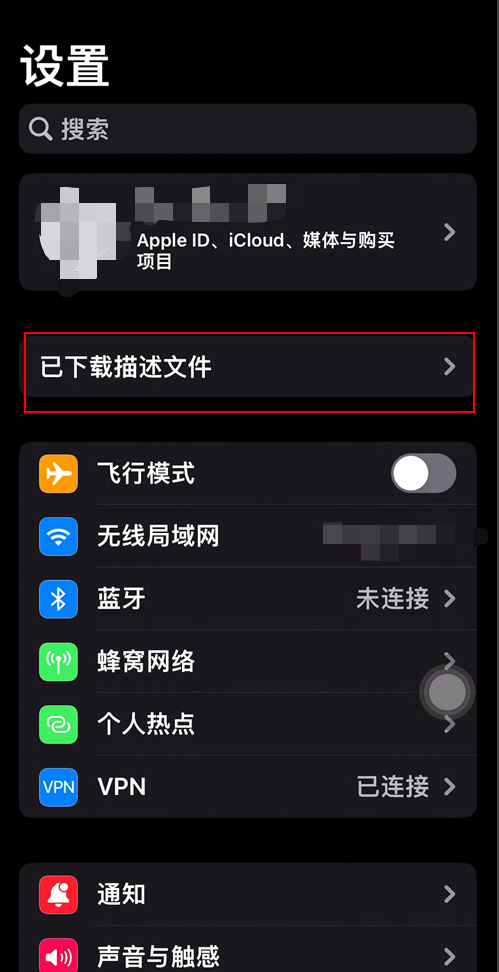 设置
搜索
Apple ID、iCloud、媒体与购买
项目
已下载描述文件
飞行模式
无线局域网
蓝牙 未连接
蜂窝网络
个人热点
VPN VPN 已连接
通知
声音与触感